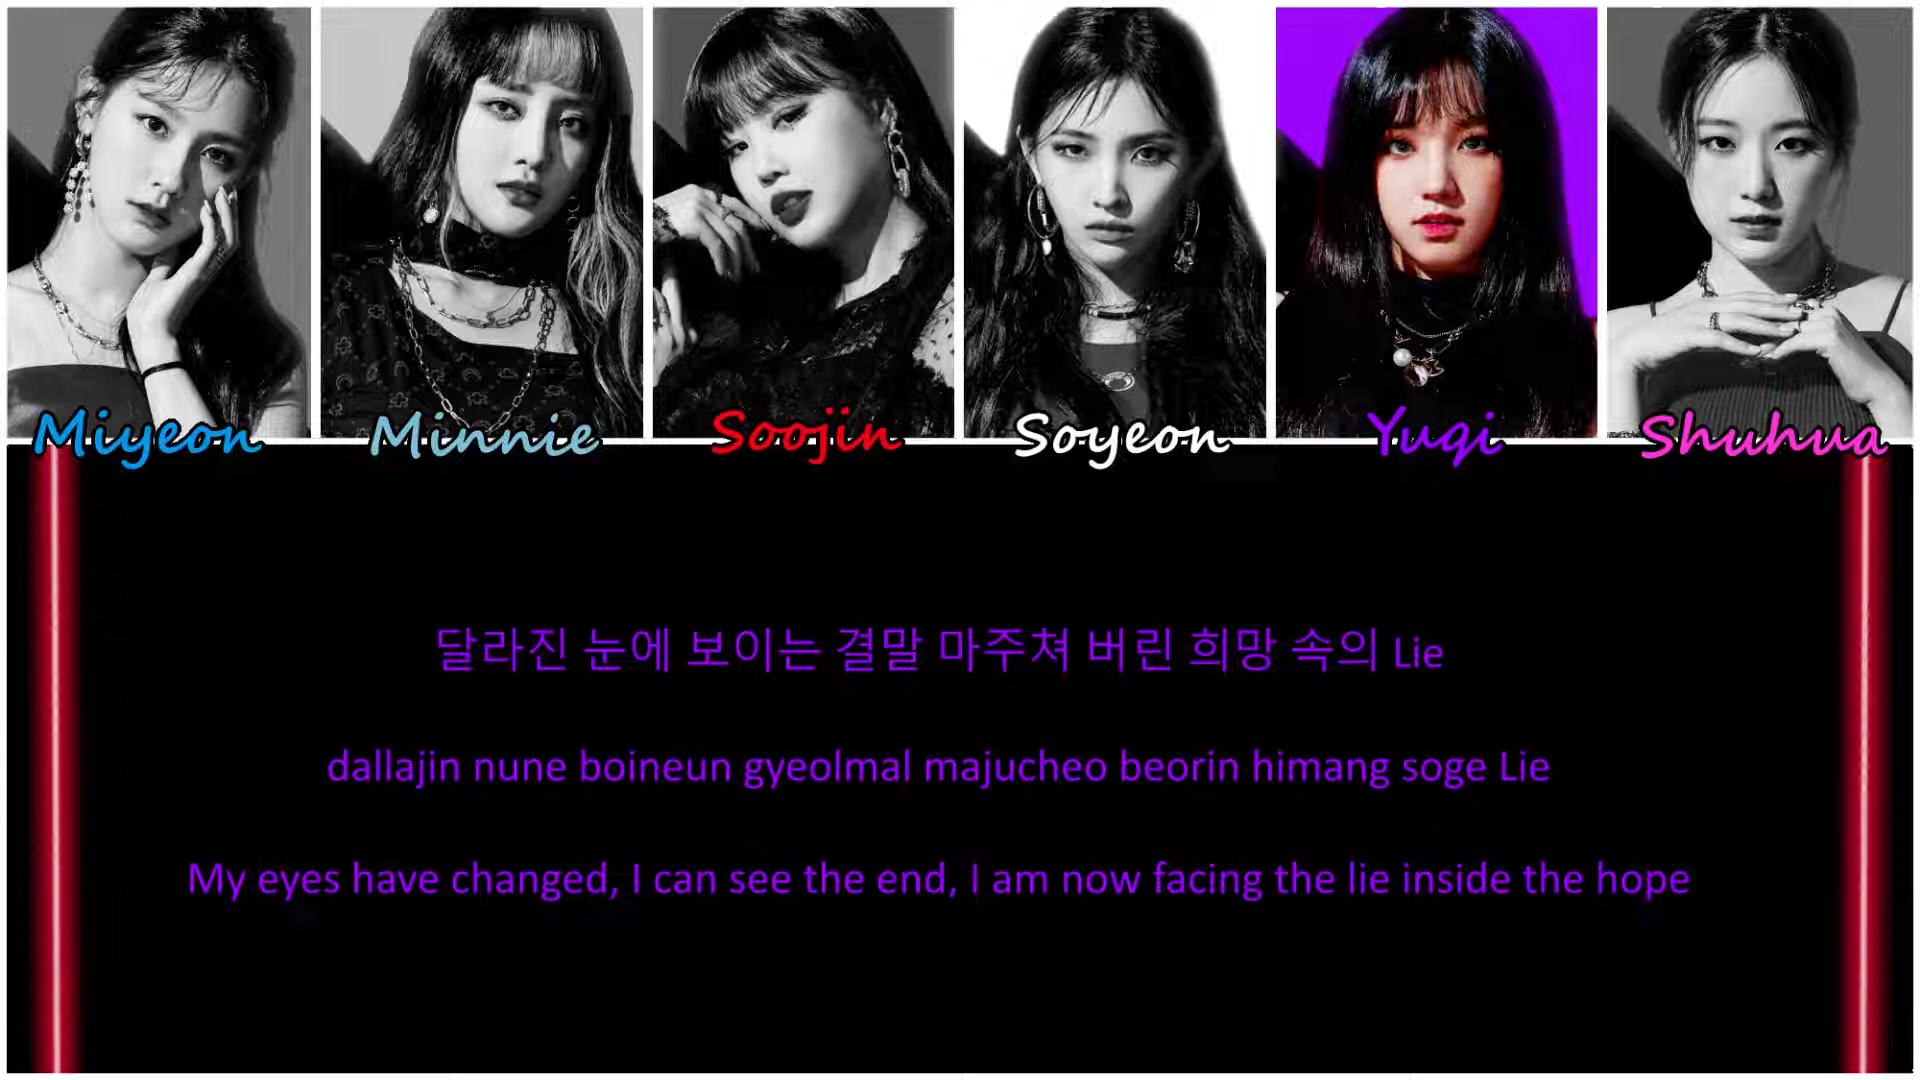 Miyeon Minnie Soojin Soyeon Yuqi Shuhua
달라진 눈에 보이는 결말 마주쳐 버린 희망 속의 Lie
dallajin nune boineun gyeolmal majucheo beorin himang soge Lie
My eyes have changed, I can see the end, I am now facing the lie inside the hope